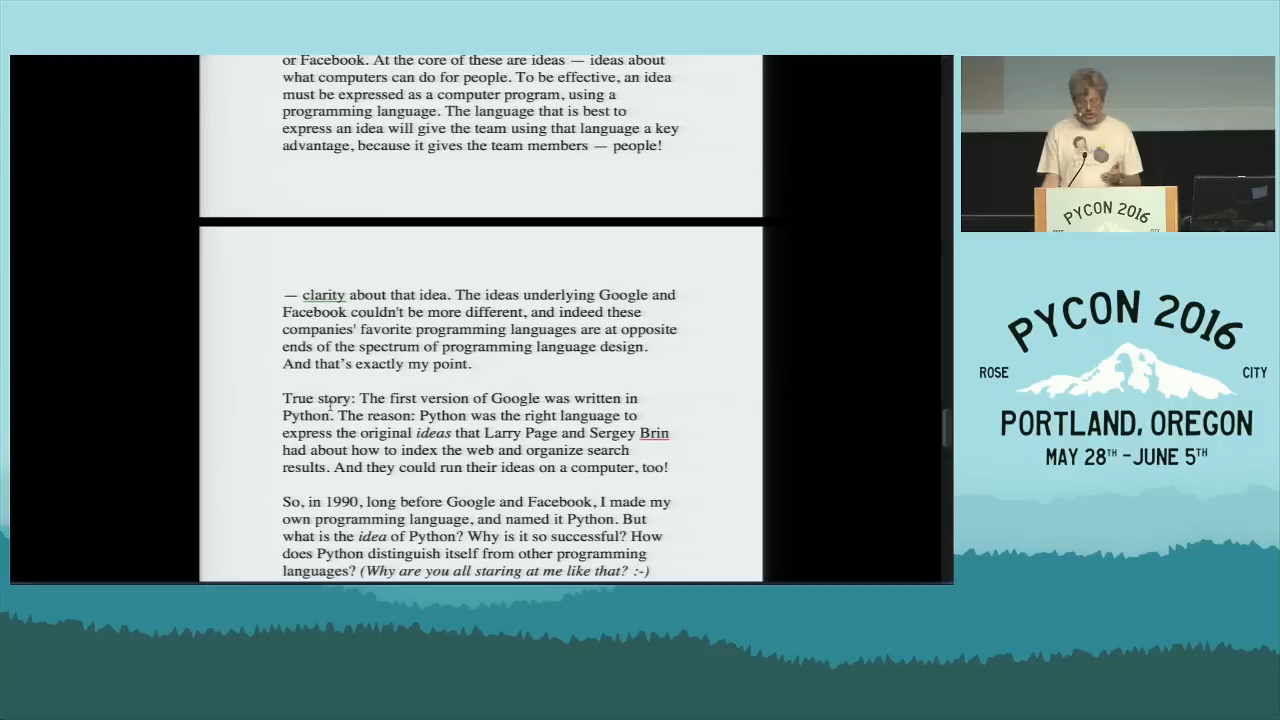 or Facebook. At the core of these are ideas — ideas about
what computers can do for people. To be effective, an idea
must be expressed as a computer program, using a
programming language. The language that is best to
express an idea will give the team using that language a key
advantage, because it gives the team members — people!
— clarity about that idea. The ideas underlying Google and
Facebook couldn't be more different, and indeed these
companies' favorite programming languages are at opposite
ends of the spectrum of programming language design.
And that's exactly my point.
True story: The first version of Google was written in
Python. The reason: Python was the right language to
express the original ideas that Larry Page and Sergey Brin
had about how to index the web and organize search
results. And they could run their ideas on a computer, too!
So, in 1990, long before Google and Facebook, I made my
own programming language, and named it Python. But
what is the idea of Python? Why is it so successful? How
does Python distinguish itself from other programming
languages? (Why are you all staring at me like that? :-)
PYCON 2016
PYCON 2016
ROSE CITY
PORTLAND, OREGON
MAY 28TH - JUNE 5TH